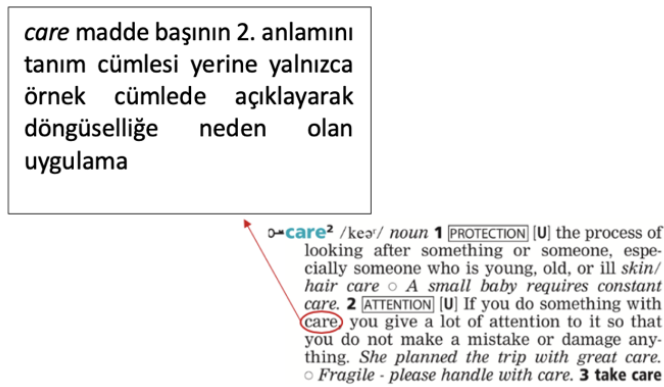 care madde başının 2. anlamını
tanım cümlesi yerine yalnızca
örnek cümlede açıklayarak
döngüselliğe neden olan
uygulama
care² /keəʳ/ noun 1 PROTECTION [U] the process of
looking after something or someone, espe-
cially someone who is young, old, or ill skin/
hair care ○ A small baby requires constant
care. 2 ATTENTION [U] If you do something with
care, you give a lot of attention to it so that
you do not make a mistake or damage any-
thing. She planned the trip with great care.
○ Fragile - please handle with care. 3 take care